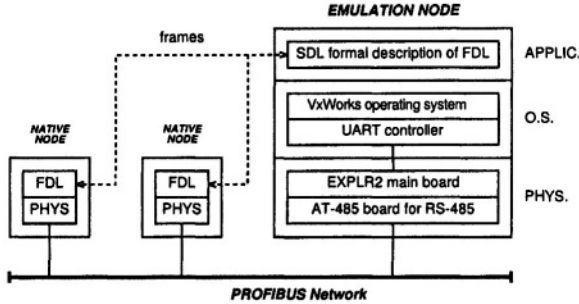 EMULATION NODE
frames
SDL formal description of FDL
APPLIC.
VxWorks operating system
O.S.
UART controller
NATIVE NODE
NATIVE NODE
FDL
FDL
EXPLR2 main board
PHYS.
PHYS
PHYS
AT-485 board for RS-485
PROFIBUS Network